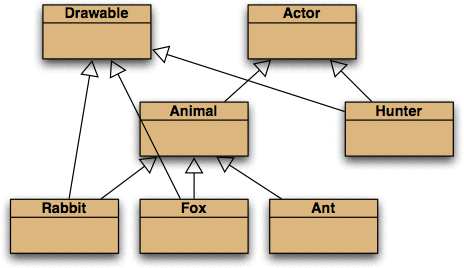 Drawable
Actor
Animal
Hunter
Rabbit
Fox
Ant